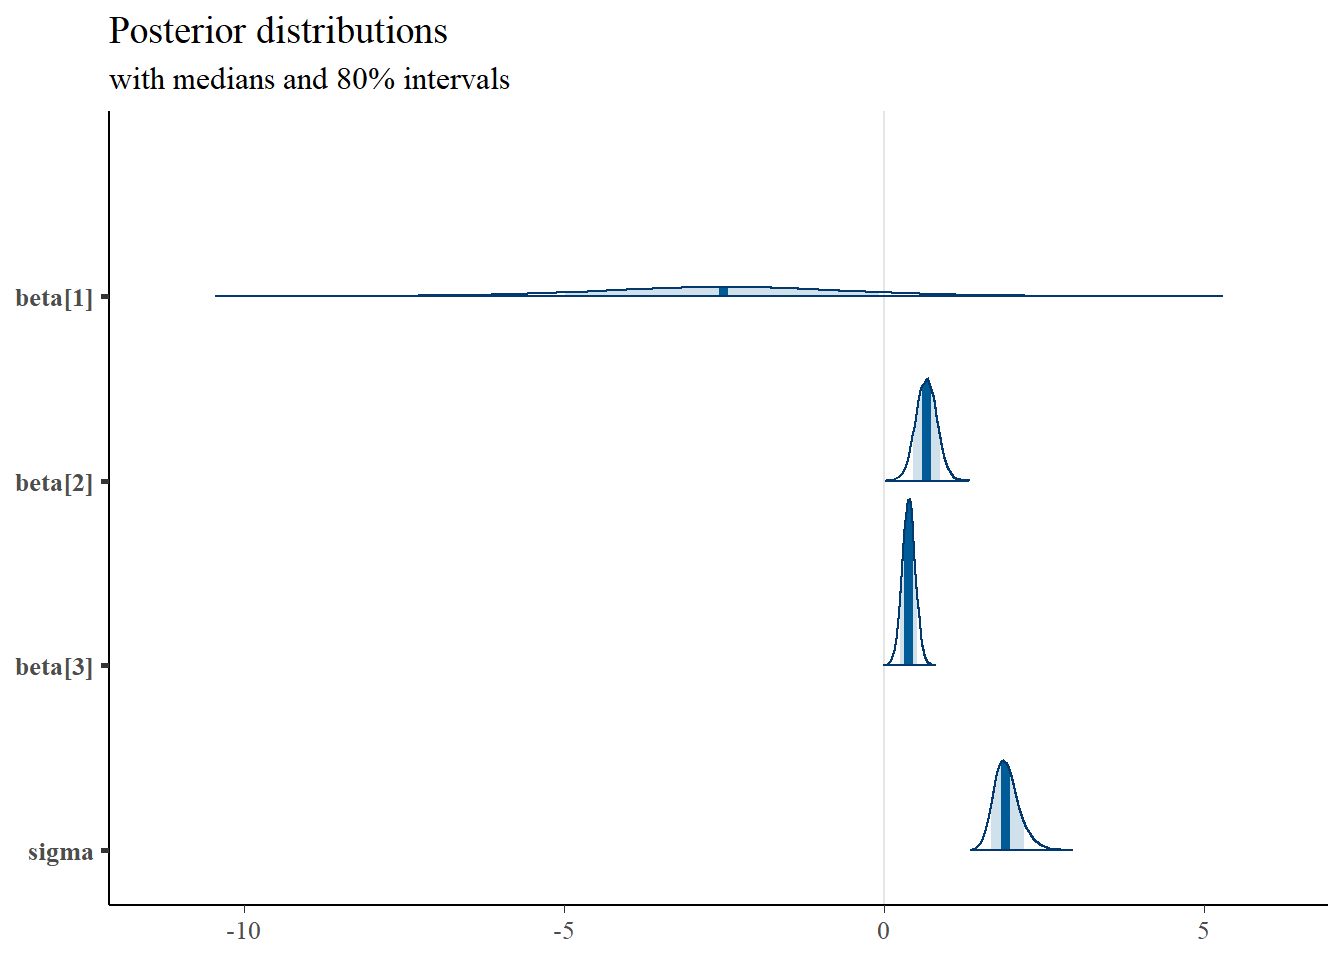 Posterior distributions
with medians and 80% intervals
beta[1]
beta[2]
beta[3]
sigma
-10 -5 0 5